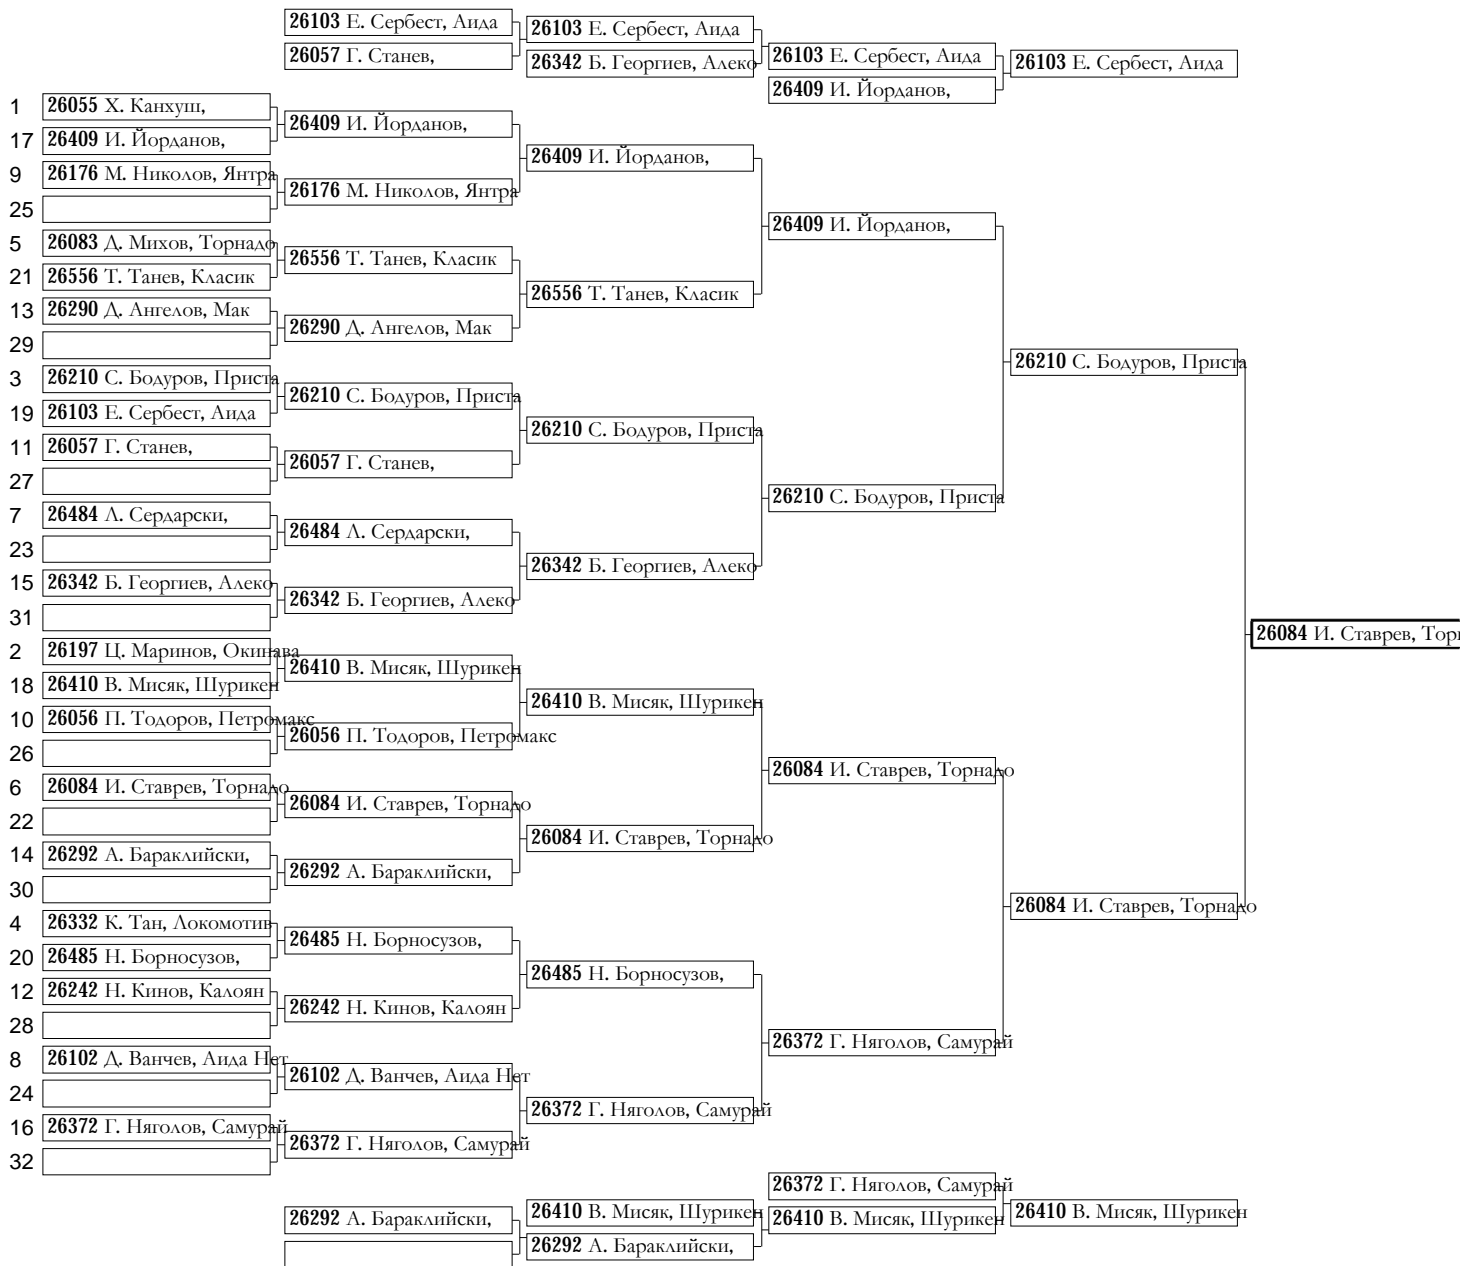 26103 Е. Сербест, Аида
26057 Г. Станев,
26103 Е. Сербест, Аида
26342 Б. Георгиев, Алеко
26103 Е. Сербест, Аида
26409 И. Йорданов,
26103 Е. Сербест, Аида
1 26055 Х. Канхуш,
17 26409 И. Йорданов,
9 26176 М. Николов, Янтра
25
5 26083 Д. Михов, Торнадо
21 26556 Т. Танев, Класик
13 26290 Д. Ангелов, Мак
29
3 26210 С. Бодуров, Приста
19 26103 Е. Сербест, Аида
11 26057 Г. Станев,
27
7 26484 Л. Сердарски,
23
15 26342 Б. Георгиев, Алеко
31
2 26197 Ц. Маринов, Окинава
18 26410 В. Мисяк, Шурикен
10 26056 П. Тодоров, Петромакс
26
6 26084 И. Ставрев, Торнадо
22
14 26292 А. Бараклийски,
30
4 26332 К. Тан, Локомотив
20 26485 Н. Борносузов,
12 26242 Н. Кинов, Калоян
28
8 26102 Д. Ванчев, Аида Нет
24
16 26372 Г. Няголов, Самурай
32
26409 И. Йорданов,
26176 М. Николов, Янтра
26556 Т. Танев, Класик
26290 Д. Ангелов, Мак
26210 С. Бодуров, Приста
26057 Г. Станев,
26484 Л. Сердарски,
26342 Б. Георгиев, Алеко
26410 В. Мисяк, Шурикен
26056 П. Тодоров, Петромакс
26084 И. Ставрев, Торнадо
26292 А. Бараклийски,
26485 Н. Борносузов,
26242 Н. Кинов, Калоян
26102 Д. Ванчев, Аида Нет
26372 Г. Няголов, Самурай
26409 И. Йорданов,
26556 Т. Танев, Класик
26210 С. Бодуров, Приста
26342 Б. Георгиев, Алеко
26410 В. Мисяк, Шурикен
26084 И. Ставрев, Торнадо
26485 Н. Борносузов,
26372 Г. Няголов, Самурай
26409 И. Йорданов,
26210 С. Бодуров, Приста
26084 И. Ставрев, Торнадо
26372 Г. Няголов, Самурай
26210 С. Бодуров, Приста
26084 И. Ставрев, Торнадо
26084 И. Ставрев,
26292 А. Бараклийски,
26410 В. Мисяк, Шурикен
26292 А. Бараклийски,
26372 Г. Няголов, Самурай
26410 В. Мисяк, Шурикен
26410 В. Мисяк, Шурикен